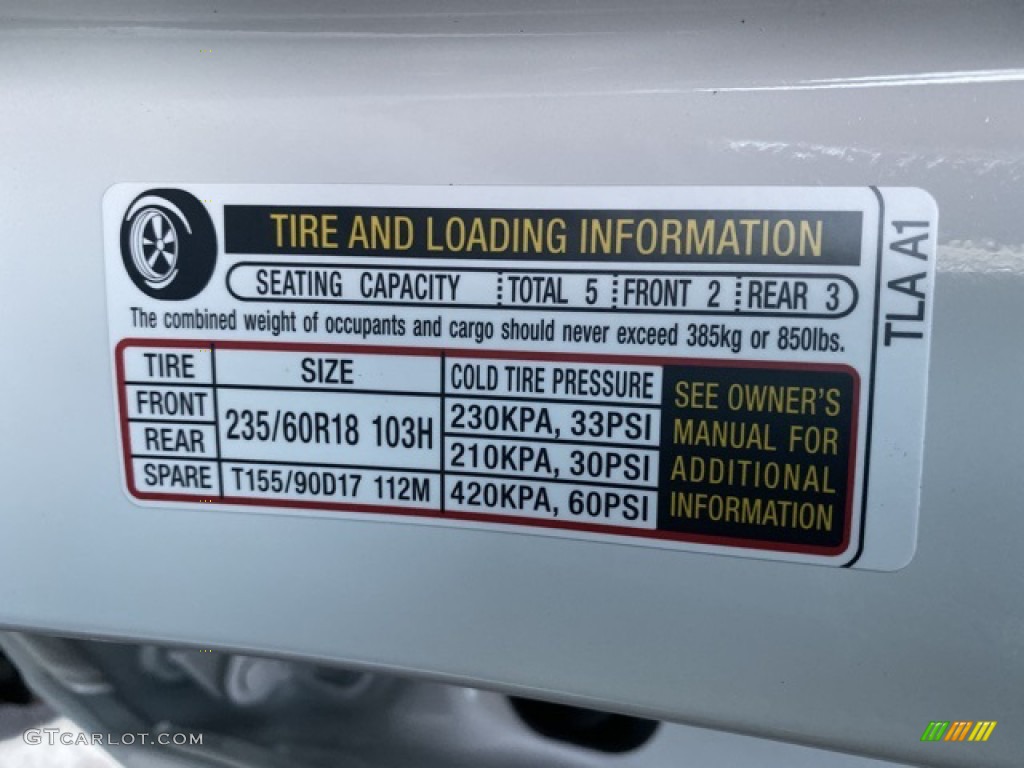 TIRE AND LOADING INFORMATION
SEATING CAPACITY TOTAL 5 FRONT 2 REAR 3
The combined weight of occupants and cargo should never exceed 385kg or 850lbs.
TIRE SIZE COLD TIRE PRESSURE
FRONT 235/60R18 103H 230KPA, 33PSI
REAR 210KPA, 30PSI
SPARE T155/90D17 112M 420KPA, 60PSI
SEE OWNER'S
MANUAL FOR
ADDITIONAL
INFORMATION
TLA A1
GTCARLOT.COM